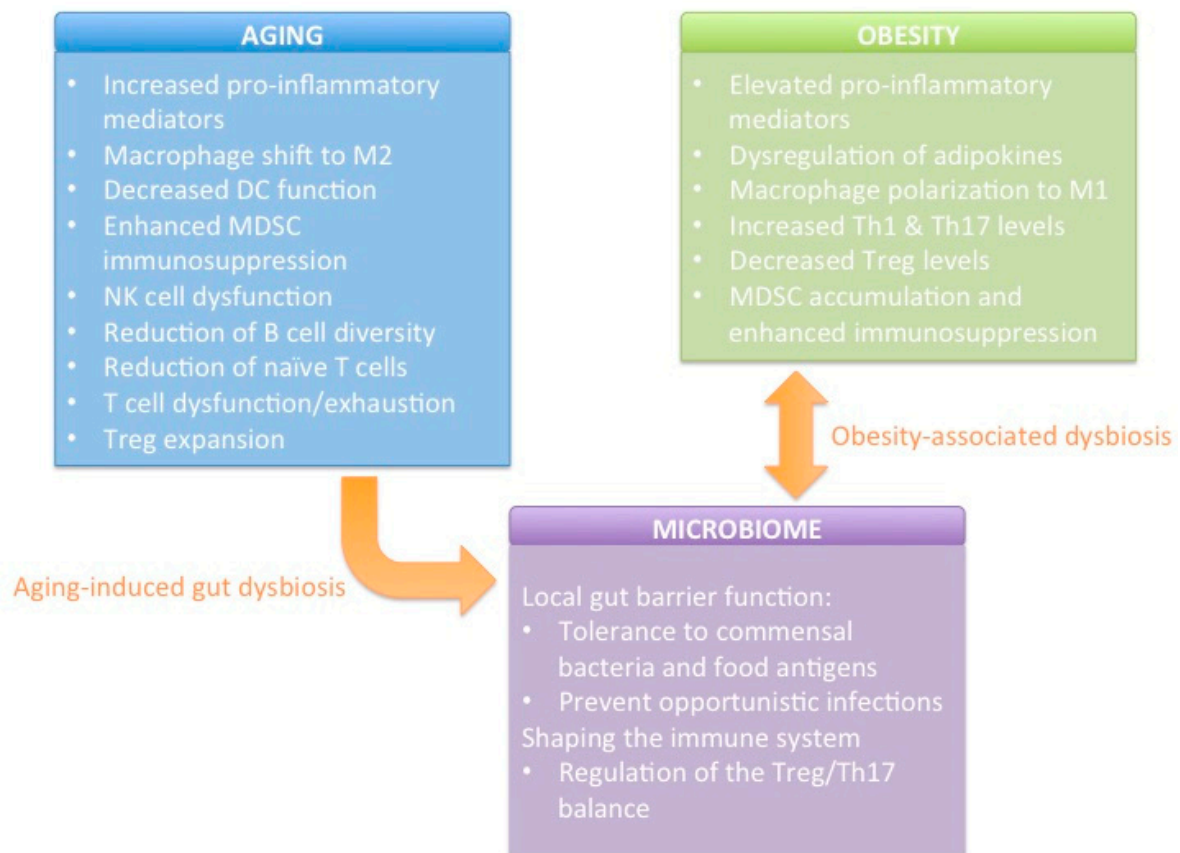 AGING
• Increased pro-inflammatory
mediators
• Macrophage shift to M2
• Decreased DC function
• Enhanced MDSC
immunosuppression
• NK cell dysfunction
• Reduction of B cell diversity
• Reduction of naïve T cells
• T cell dysfunction/exhaustion
• Treg expansion
OBESITY
• Elevated pro-inflammatory
mediators
• Dysregulation of adipokines
• Macrophage polarization to M1
• Increased Th1 & Th17 levels
• Decreased Treg levels
• MDSC accumulation and
enhanced immunosuppression
Obesity-associated dysbiosis
Aging-induced gut dysbiosis
MICROBIOME
Local gut barrier function:
• Tolerance to commensal
bacteria and food antigens
• Prevent opportunistic infections
Shaping the immune system
• Regulation of the Treg/Th17
balance